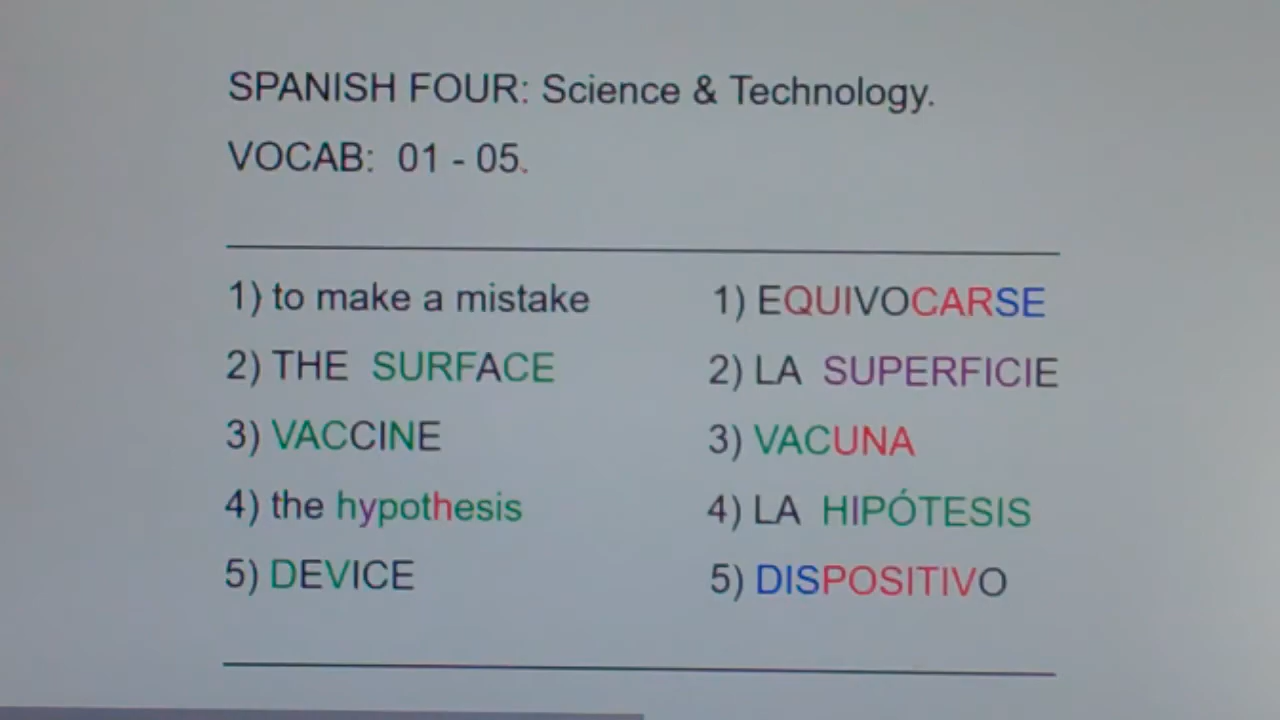 SPANISH FOUR: Science & Technology.
VOCAB: 01 - 05.
1) to make a mistake 1) EQUIVOCARSE
2) THE SURFACE 2) LA SUPERFICIE
3) VACCINE 3) VACUNA
4) the hypothesis 4) LA HIPÓTESIS
5) DEVICE 5) DISPOSITIVO